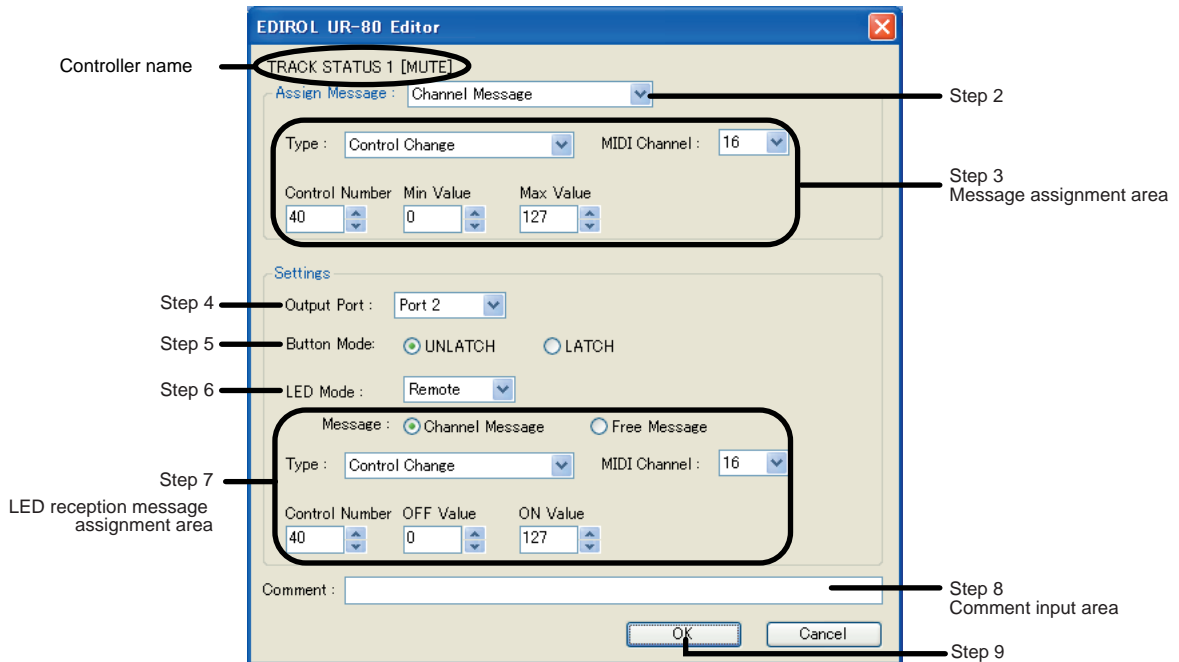 EDIROL UR-80 Editor
Controller name
TRACK STATUS 1 [MUTE]
Assign Message : Channel Message
Step 2
Type : Control Change MIDI Channel : 16
Step 3
Message assignment area
Control Number Min Value Max Value
40 0 127
Settings
Step 4
Output Port : Port 2
Step 5
Button Mode: UNLATCH LATCH
Step 6
LED Mode : Remote
Message : Channel Message Free Message
Type : Control Change MIDI Channel : 16
Step 7
LED reception message
assignment area
Control Number OFF Value ON Value
40 0 127
Comment :
Step 8
Comment input area
OK Cancel
Step 9